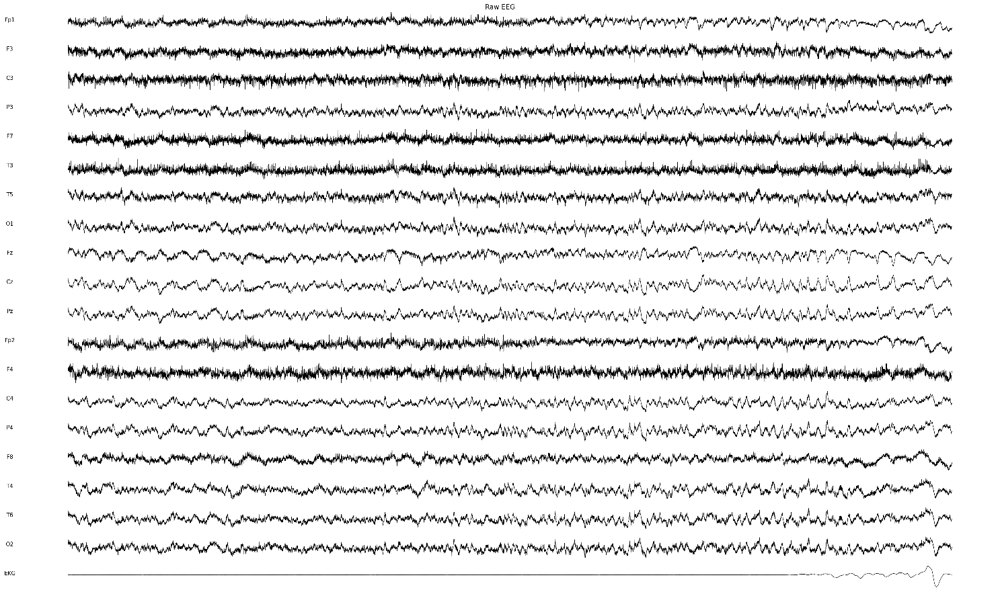 Raw EEG
Fp1
F3
C3
P3
F7
T3
T5
O1
Fz
Cz
Pz
Fp2
F4
C4
P4
F8
T4
T6
O2
EKG